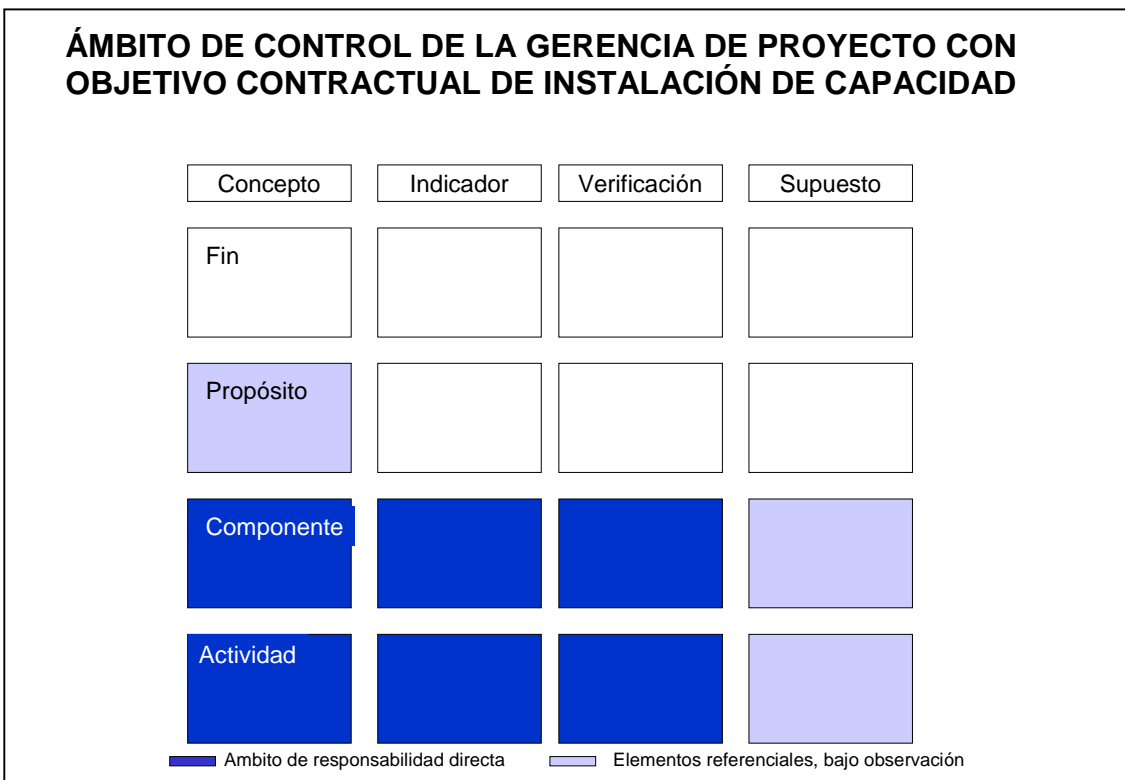 ÁMBITO DE CONTROL DE LA GERENCIA DE PROYECTO CON
OBJETIVO CONTRACTUAL DE INSTALACIÓN DE CAPACIDAD
Concepto Indicador Verificación Supuesto
Fin
Propósito
Componente
Actividad
Ambito de responsabilidad directa Elementos referenciales, bajo observación